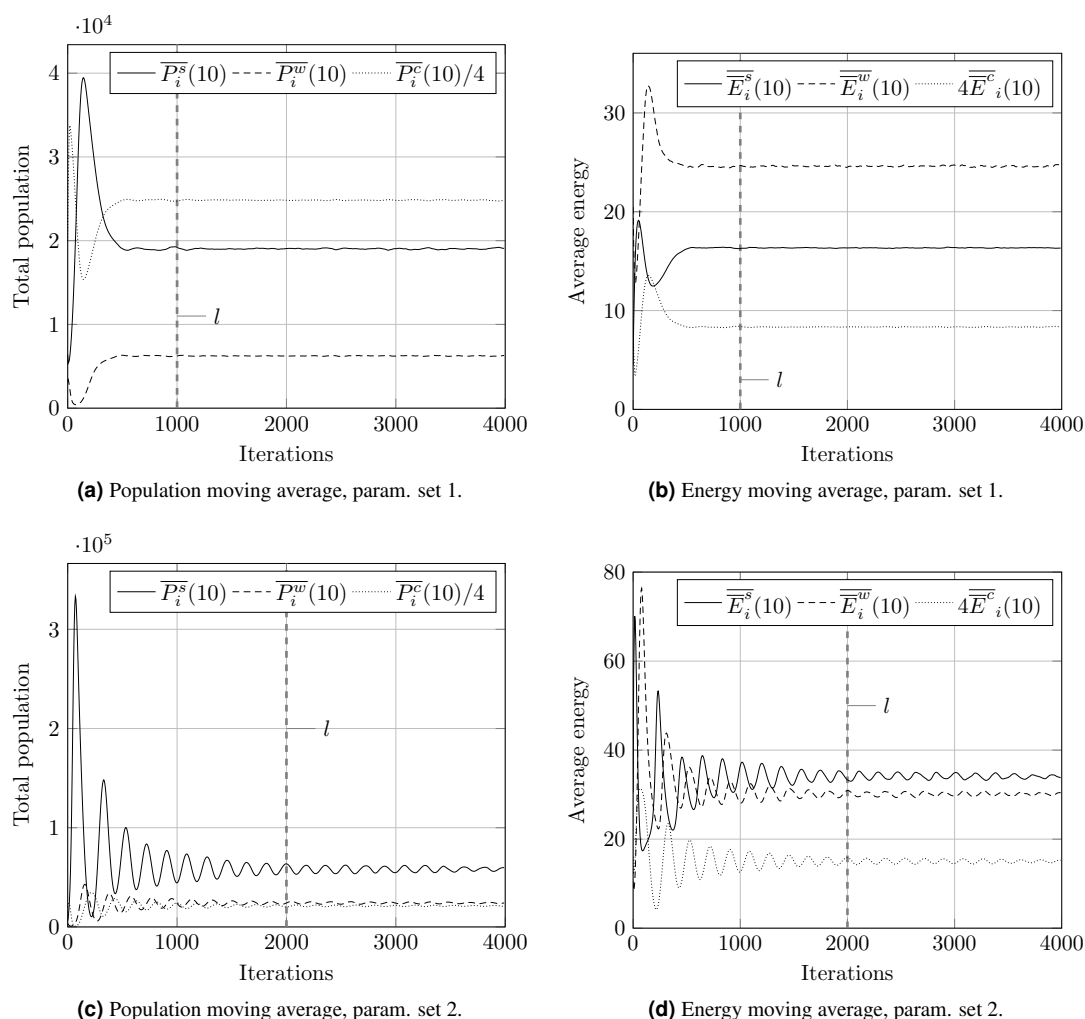 ·10⁴
P_i^s(10) P_i^w(10) P_i^c(10)/4
4
3
2
1
0
Total population
l
0 1000 2000 3000 4000
Iterations
(a) Population moving average, param. set 1.
E_i^s(10) E_i^w(10) 4E^c_i(10)
30
20
10
0
Average energy
l
0 1000 2000 3000 4000
Iterations
(b) Energy moving average, param. set 1.
·10⁵
P_i^s(10) P_i^w(10) P_i^c(10)/4
3
2
1
0
Total population
l
0 1000 2000 3000 4000
Iterations
(c) Population moving average, param. set 2.
E_i^s(10) E_i^w(10) 4E^c_i(10)
80
60
40
20
0
Average energy
l
0 1000 2000 3000 4000
Iterations
(d) Energy moving average, param. set 2.